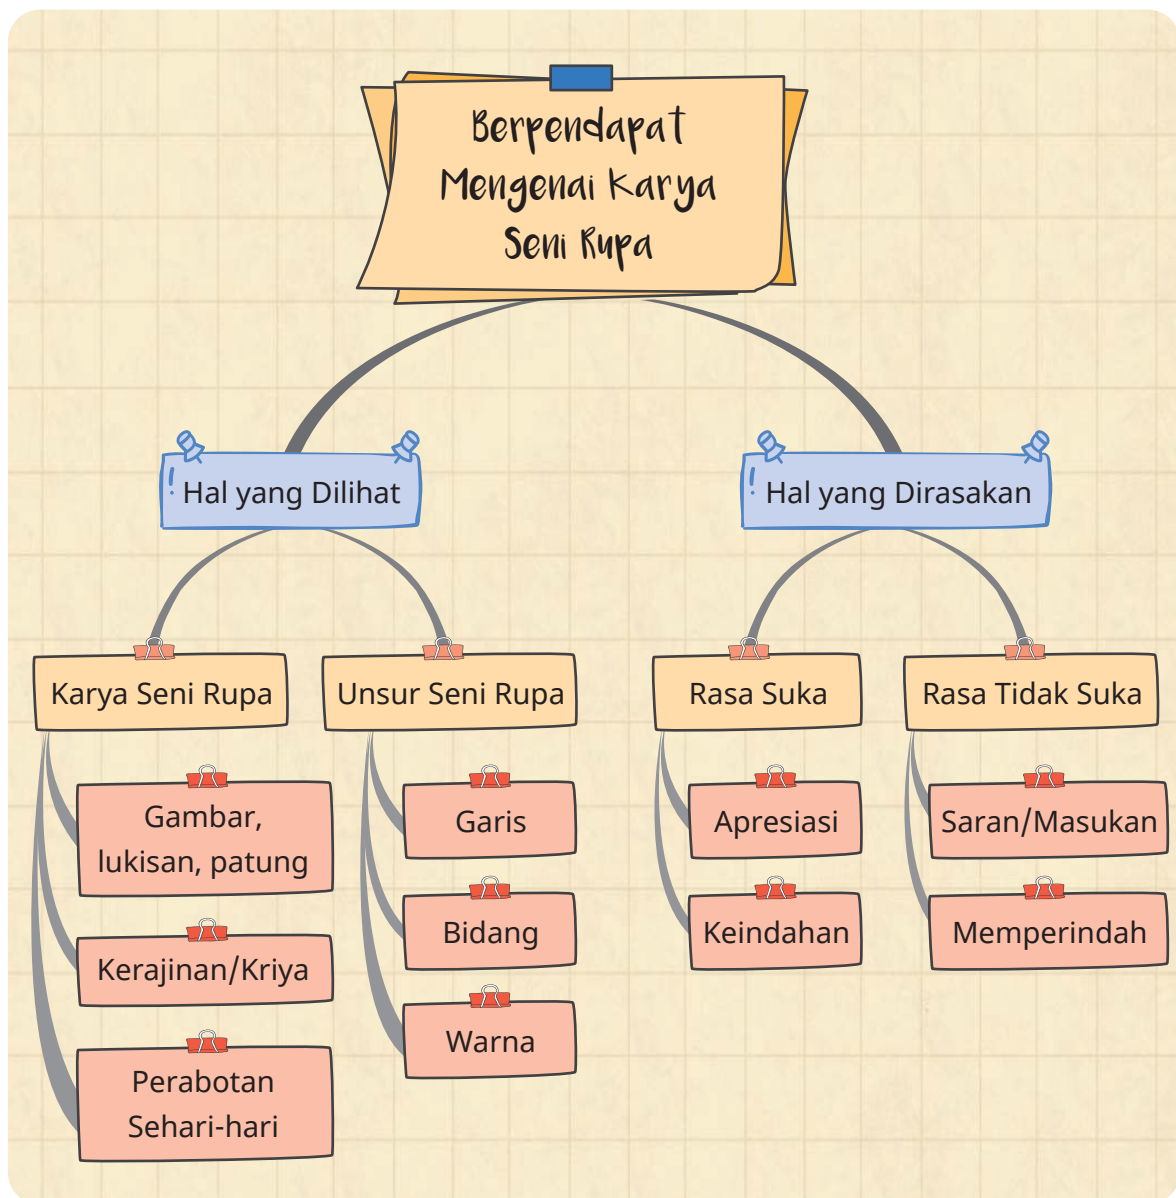 Berpendapat
Mengenai Karya
Seni Rupa
Hal yang Dilihat
Hal yang Dirasakan
Karya Seni Rupa
Unsur Seni Rupa
Rasa Suka
Rasa Tidak Suka
Gambar,
lukisan, patung
Kerajinan/Kriya
Perabotan
Sehari-hari
Garis
Bidang
Warna
Apresiasi
Keindahan
Saran/Masukan
Memperindah